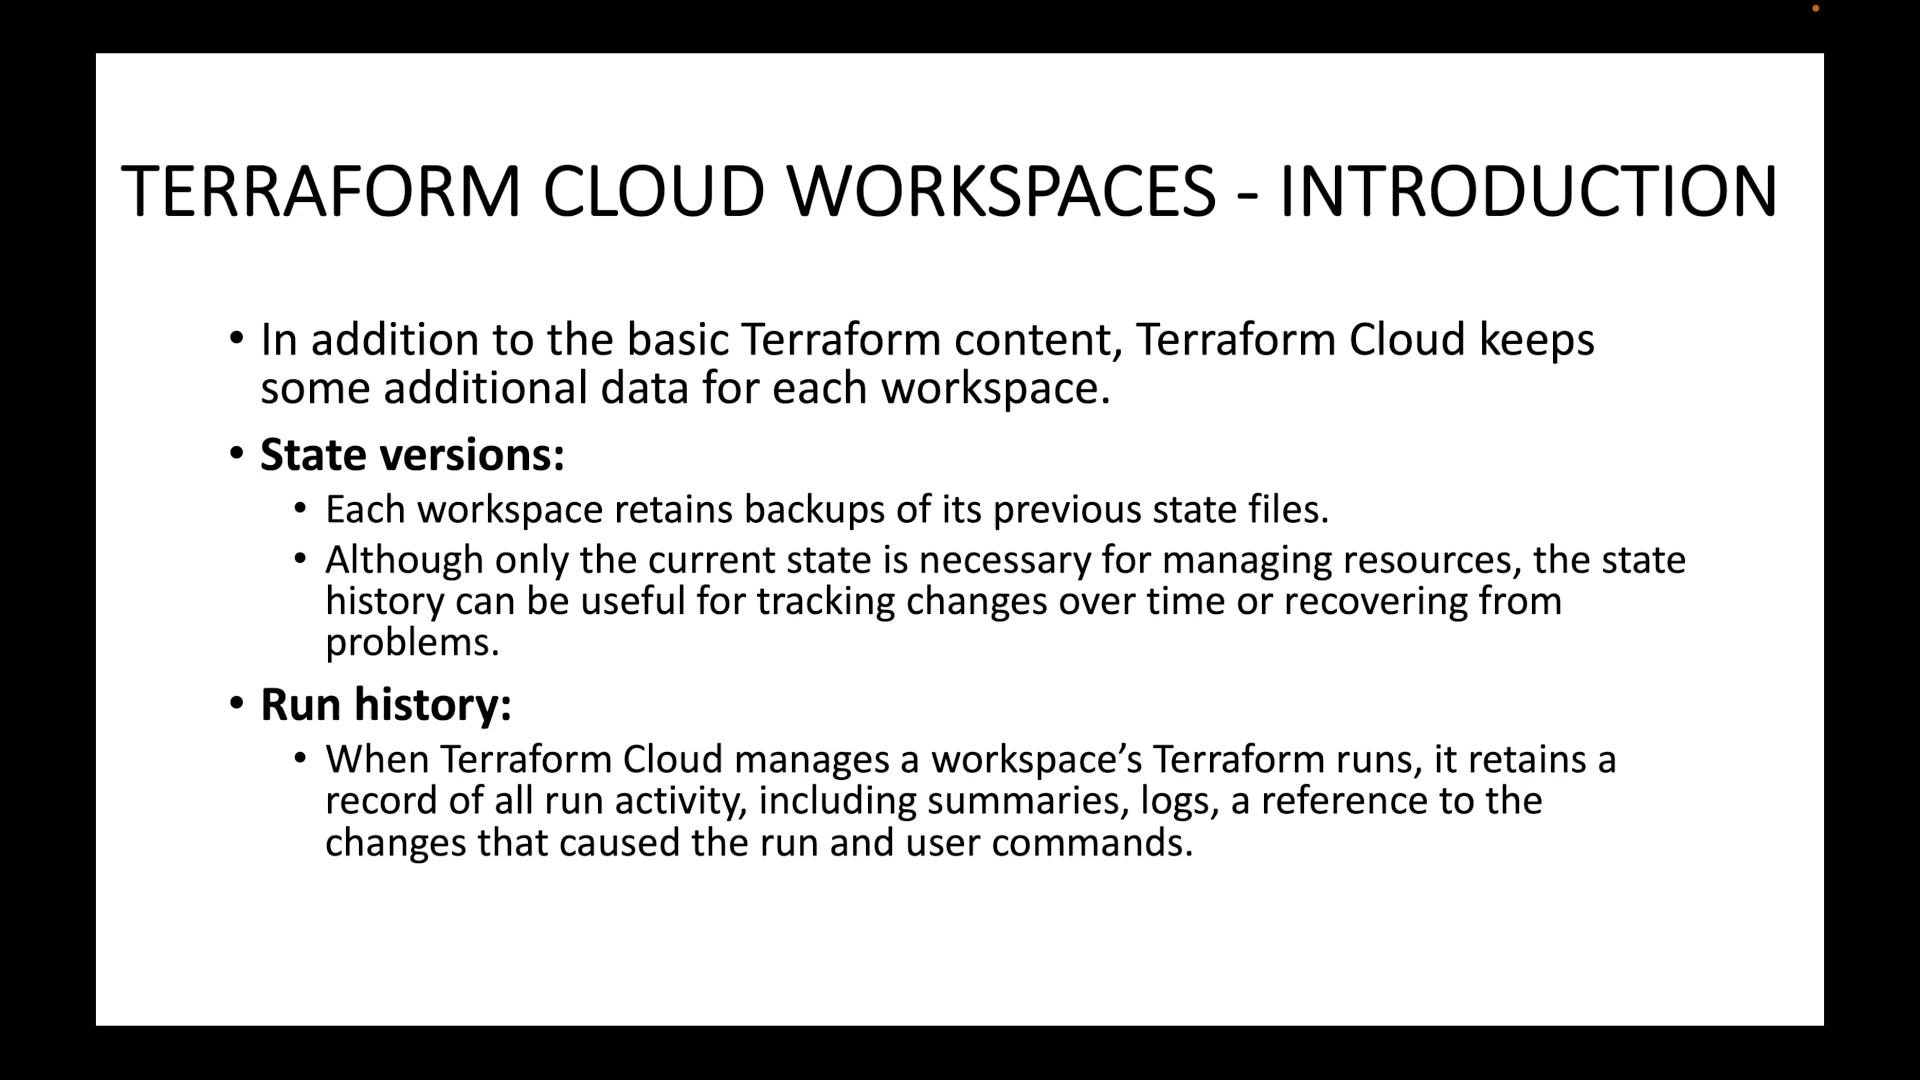 TERRAFORM CLOUD WORKSPACES - INTRODUCTION
• In addition to the basic Terraform content, Terraform Cloud keeps
some additional data for each workspace.
• State versions:
• Each workspace retains backups of its previous state files.
• Although only the current state is necessary for managing resources, the state
history can be useful for tracking changes over time or recovering from
problems.
• Run history:
• When Terraform Cloud manages a workspace’s Terraform runs, it retains a
record of all run activity, including summaries, logs, a reference to the
changes that caused the run and user commands.